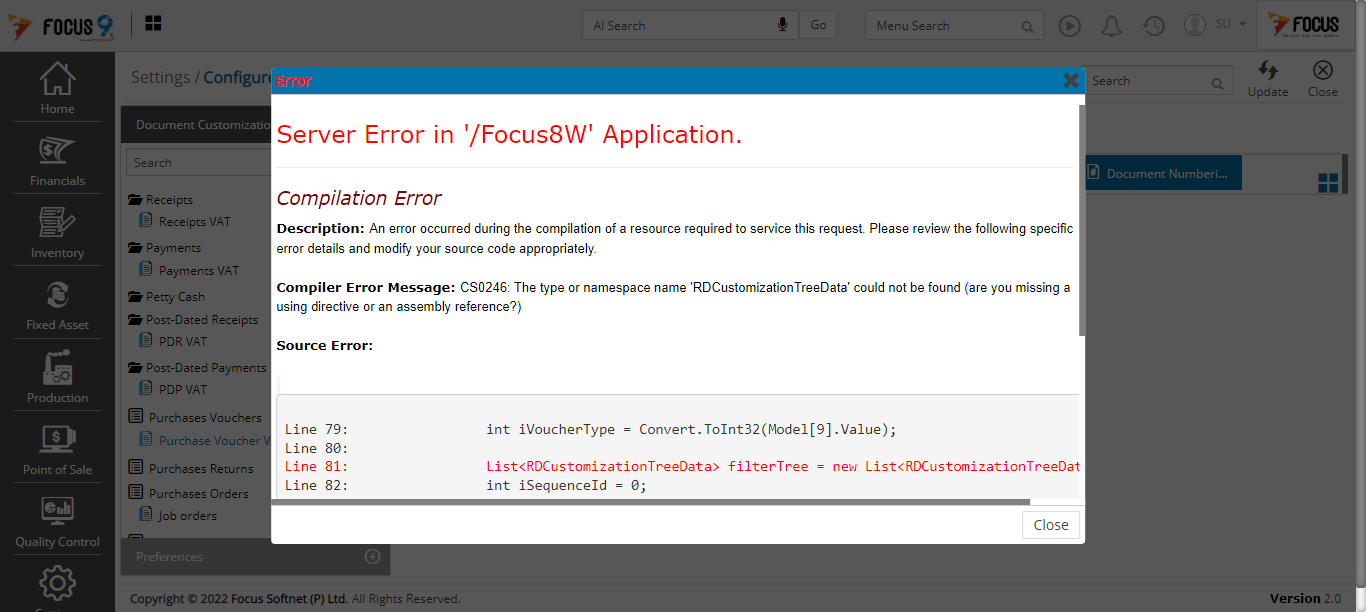 FOCUS 9
AI Search
Go
Menu Search
SU
FOCUS
Home
Financials
Inventory
Fixed Asset
Production
Point of Sale
Quality Control
Settings / Configure
Search
Update
Close
Document Customizatio
Search
Receipts
Receipts VAT
Payments
Payments VAT
Petty Cash
Post-Dated Receipts
PDR VAT
Post-Dated Payments
PDP VAT
Purchases Vouchers
Purchase Voucher V
Purchases Returns
Purchases Orders
Job orders
Preferences
Document Numberi...
Error
Server Error in '/Focus8W' Application.
Compilation Error
Description: An error occurred during the compilation of a resource required to service this request. Please review the following specific
error details and modify your source code appropriately.
Compiler Error Message: CS0246: The type or namespace name 'RDCustomizationTreeData' could not be found (are you missing a
using directive or an assembly reference?)
Source Error:
Line 79: int iVoucherType = Convert.ToInt32(Model[9].Value);
Line 80:
Line 81: List<RDCustomizationTreeData> filterTree = new List<RDCustomizationTreeDat
Line 82: int iSequenceId = 0;
Close
Copyright © 2022 Focus Softnet (P) Ltd. All Rights Reserved.
Version 2.0